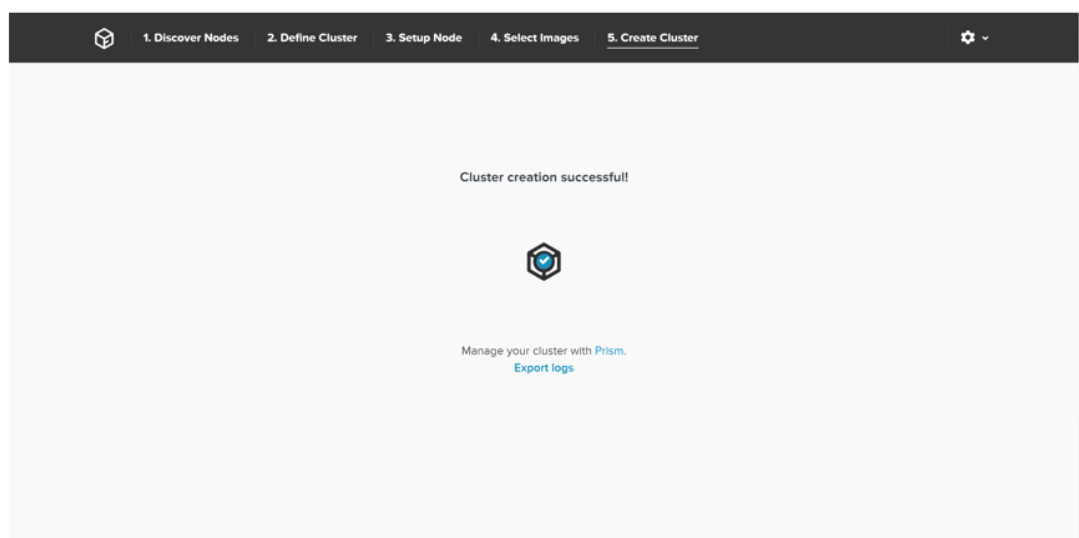 1. Discover Nodes 2. Define Cluster 3. Setup Node 4. Select Images 5. Create Cluster
Cluster creation successful!
Manage your cluster with Prism.
Export logs